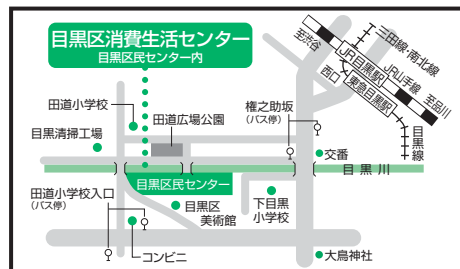 目黒区消費生活センター
目黒区民センター内
至渋谷
三田線・南北線
JR目黒駅
JR山手線
至品川
西口
東急目黒駅
目黒線
田道小学校
田道広場公園
権之助坂
(バス停)
目黒清掃工場
交番
目黒川
目黒区民センター
田道小学校入口
(バス停)
目黒区
美術館
下目黒
小学校
コンビニ
大鳥神社